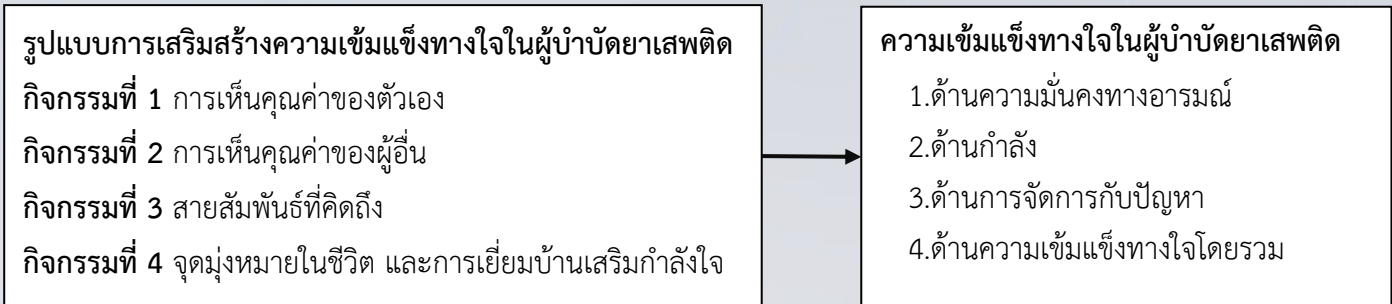 รูปแบบการเสริมสร้างความเข้มแข็งทางใจในผู้บำบัดยาเสพติด
กิจกรรมที่ 1 การเห็นคุณค่าของตัวเอง
กิจกรรมที่ 2 การเห็นคุณค่าของผู้อื่น
กิจกรรมที่ 3 สายสัมพันธ์ที่คิดถึง
กิจกรรมที่ 4 จุดมุ่งหมายในชีวิต และการเยี่ยมบ้านเสริมกำลังใจ
ความเข้มแข็งทางใจในผู้บำบัดยาเสพติด
1.ด้านความมั่นคงทางอารมณ์
2.ด้านกำลัง
3.ด้านการจัดการกับปัญหา
4.ด้านความเข้มแข็งทางใจโดยรวม